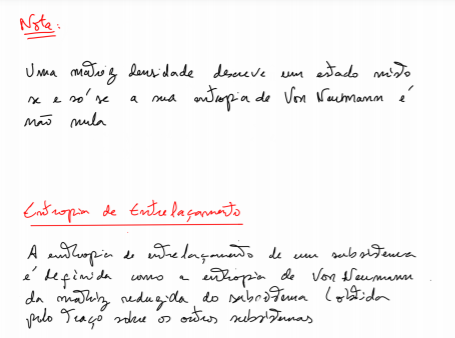 Nota:
Uma matriz densidade descreve um estado misto
se e só se a sua entropia de Von Neumann é
não nula
Entropia de Entrelaçamento
A entropia de entrelaçamento de um subsistema
é definida como a entropia de Von Neumann
da matriz reduzida do subsistema (obtida
pelo traço sobre os outros subsistemas